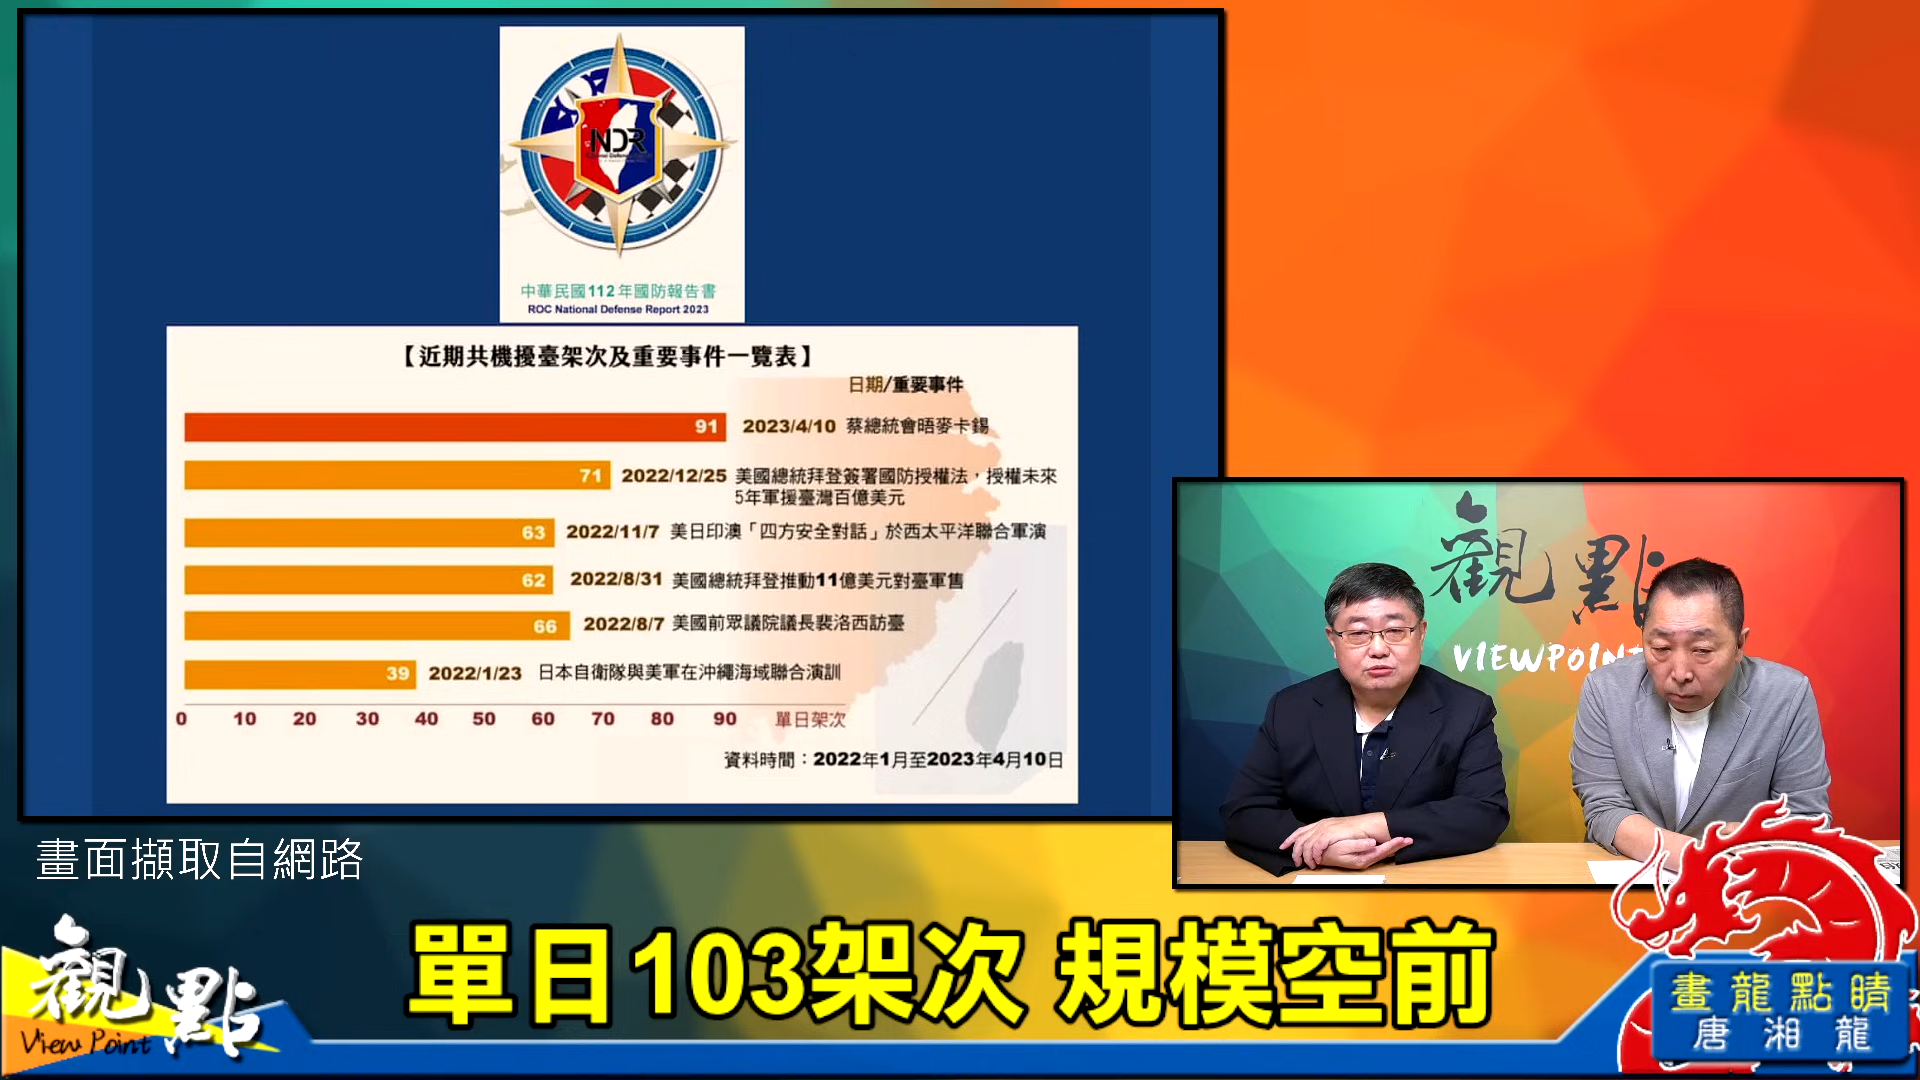 NDR
中華民國112年國防報告書
ROC National Defense Report 2023
【近期共機擾臺架次及重要事件一覽表】
日期/重要事件
91 2023/4/10 蔡總統會晤麥卡錫
71 2022/12/25 美國總統拜登簽署國防授權法，授權未來
5年軍援臺灣百億美元
63 2022/11/7 美日印澳「四方安全對話」於西太平洋聯合軍演
62 2022/8/31 美國總統拜登推動11億美元對臺軍售
66 2022/8/7 美國前眾議院議長裴洛西訪臺
39 2022/1/23 日本自衛隊與美軍在沖繩海域聯合演訓
0 10 20 30 40 50 60 70 80 90 單日架次
資料時間：2022年1月至2023年4月10日
觀點
VIEWPOINT
畫面擷取自網路
觀點
View Point
單日103架次 規模空前
畫龍點睛
唐湘龍